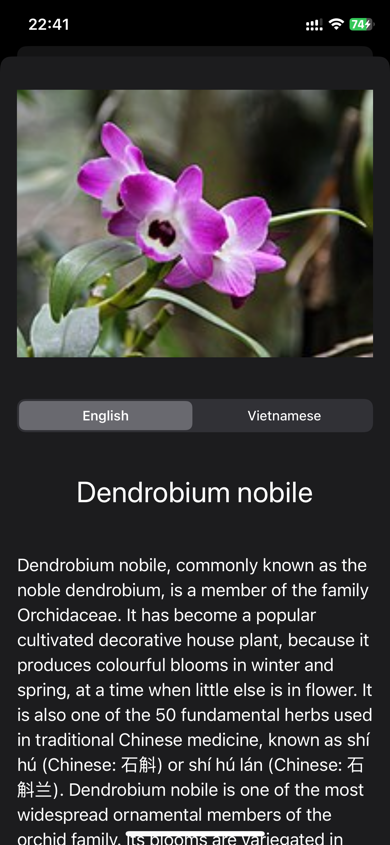 22:41
74
English
Vietnamese
Dendrobium nobile
Dendrobium nobile, commonly known as the
noble dendrobium, is a member of the family
Orchidaceae. It has become a popular
cultivated decorative house plant, because it
produces colourful blooms in winter and
spring, at a time when little else is in flower. It
is also one of the 50 fundamental herbs used
in traditional Chinese medicine, known as shí
hú (Chinese: 石斛) or shí hú lán (Chinese: 石
斛兰). Dendrobium nobile is one of the most
widespread ornamental members of the
orchid family. Its blooms are variegated in